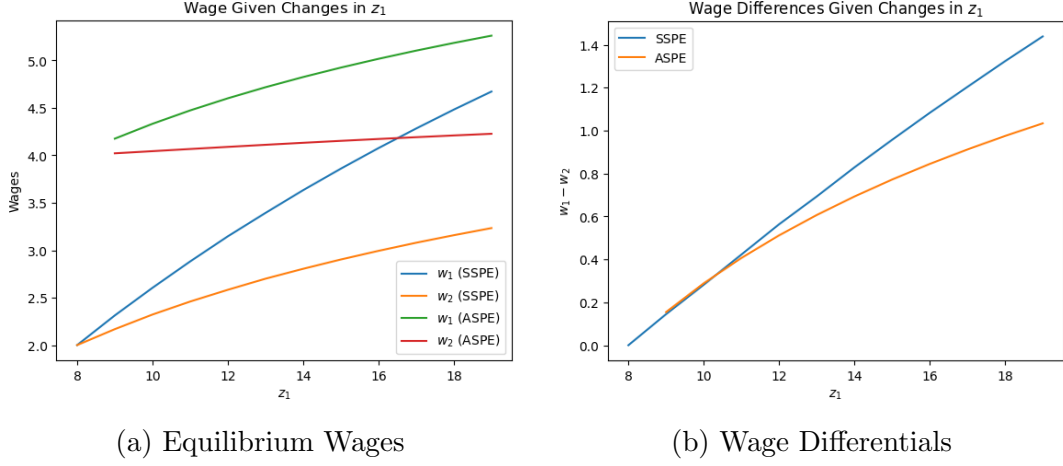 Wage Given Changes in z₁
Wages
5.0
4.5
4.0
3.5
3.0
2.5
2.0
8 10 12 14 16 18
z₁
w₁ (SSPE)
w₂ (SSPE)
w₁ (ASPE)
w₂ (ASPE)
(a) Equilibrium Wages
Wage Differences Given Changes in z₁
w₁ − w₂
1.4
1.2
1.0
0.8
0.6
0.4
0.2
0.0
8 10 12 14 16 18
z₁
SSPE
ASPE
(b) Wage Differentials